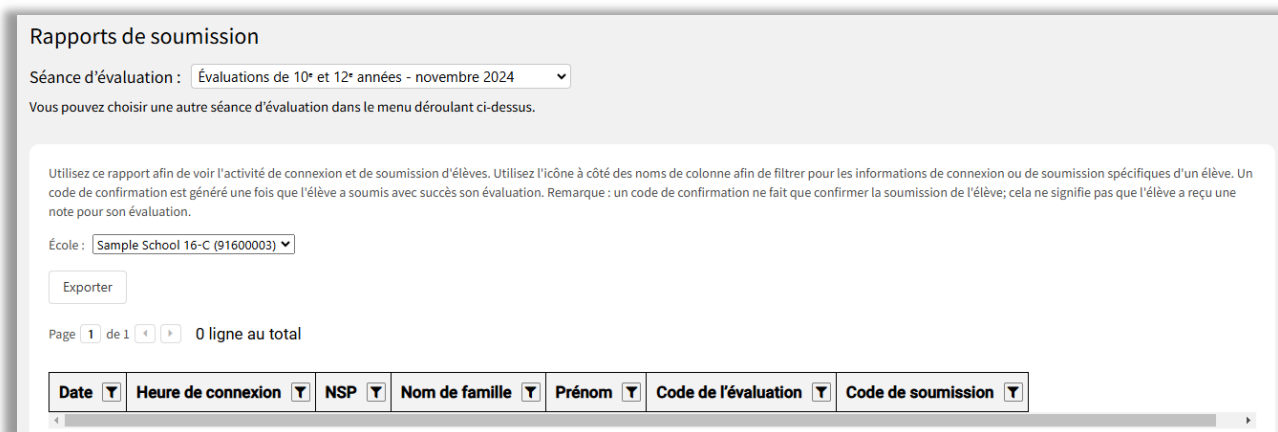 Rapports de soumission
Séance d’évaluation : Évaluations de 10ᵉ et 12ᵉ années - novembre 2024
Vous pouvez choisir une autre séance d’évaluation dans le menu déroulant ci-dessus.
Utilisez ce rapport afin de voir l'activité de connexion et de soumission d'élèves. Utilisez l'icône à côté des noms de colonne afin de filtrer pour les informations de connexion ou de soumission spécifiques d'un élève. Un
code de confirmation est généré une fois que l'élève a soumis avec succès son évaluation. Remarque : un code de confirmation ne fait que confirmer la soumission de l'élève; cela ne signifie pas que l'élève a reçu une
note pour son évaluation.
École : Sample School 16-C (91600003)
Exporter
Page 1 de 1 0 ligne au total
Date Heure de connexion NSP Nom de famille Prénom Code de l'évaluation Code de soumission